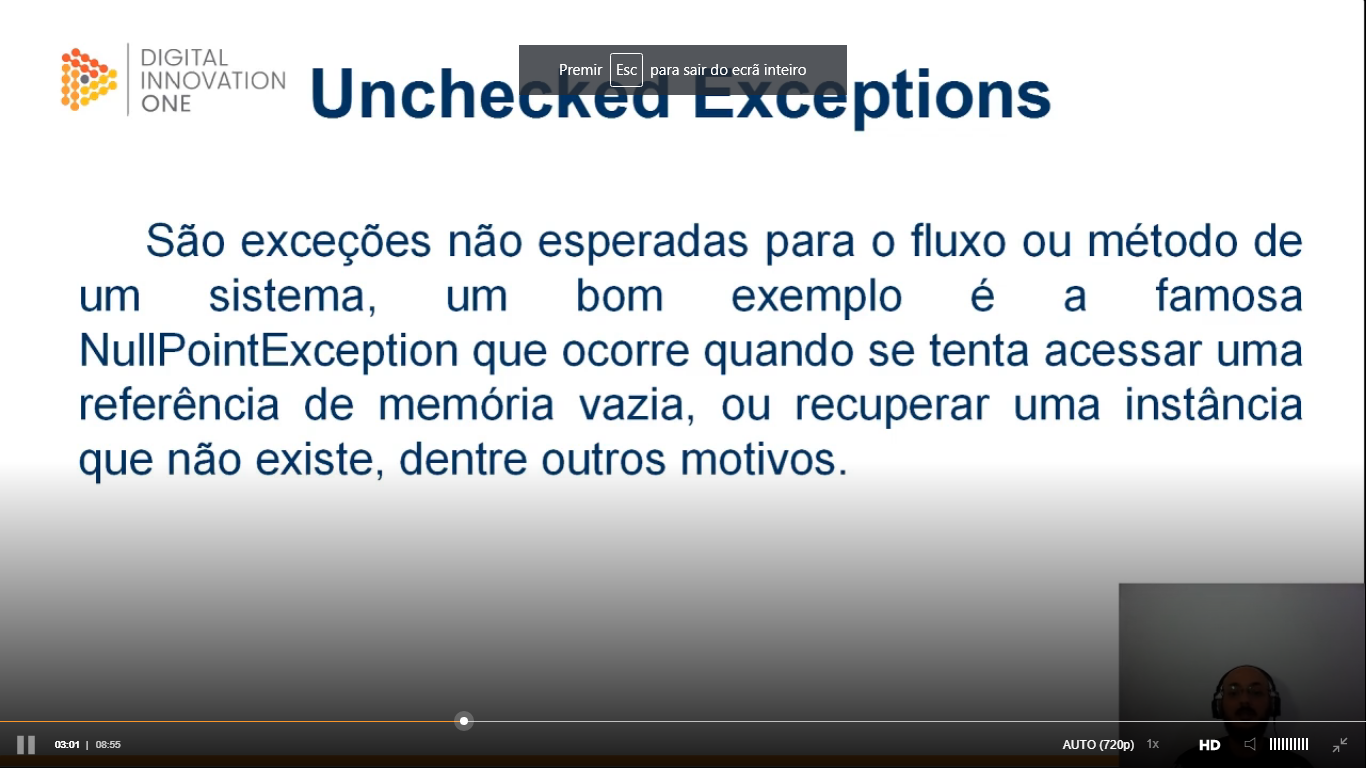 DIGITAL
INNOVATION
ONE
Premir Esc para sair do ecrã inteiro
Unchecked Exceptions
São exceções não esperadas para o fluxo ou método de
um sistema, um bom exemplo é a famosa
NullPointException que ocorre quando se tenta acessar uma
referência de memória vazia, ou recuperar uma instância
que não existe, dentre outros motivos.
03:01 | 08:55
AUTO (720p) 1x HD